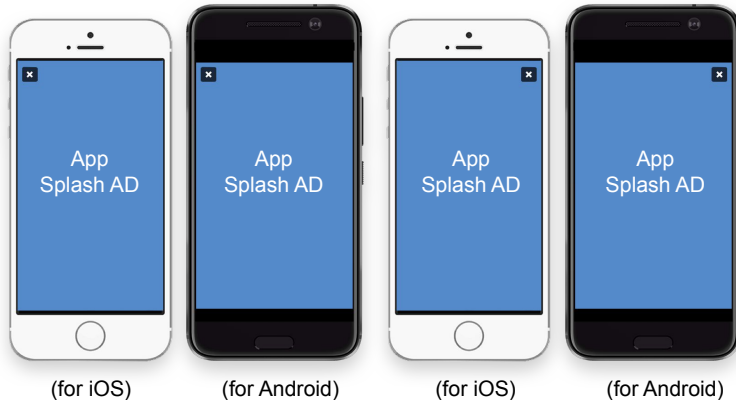 App
Splash AD
App
Splash AD
App
Splash AD
App
Splash AD
(for iOS)
(for Android)
(for iOS)
(for Android)